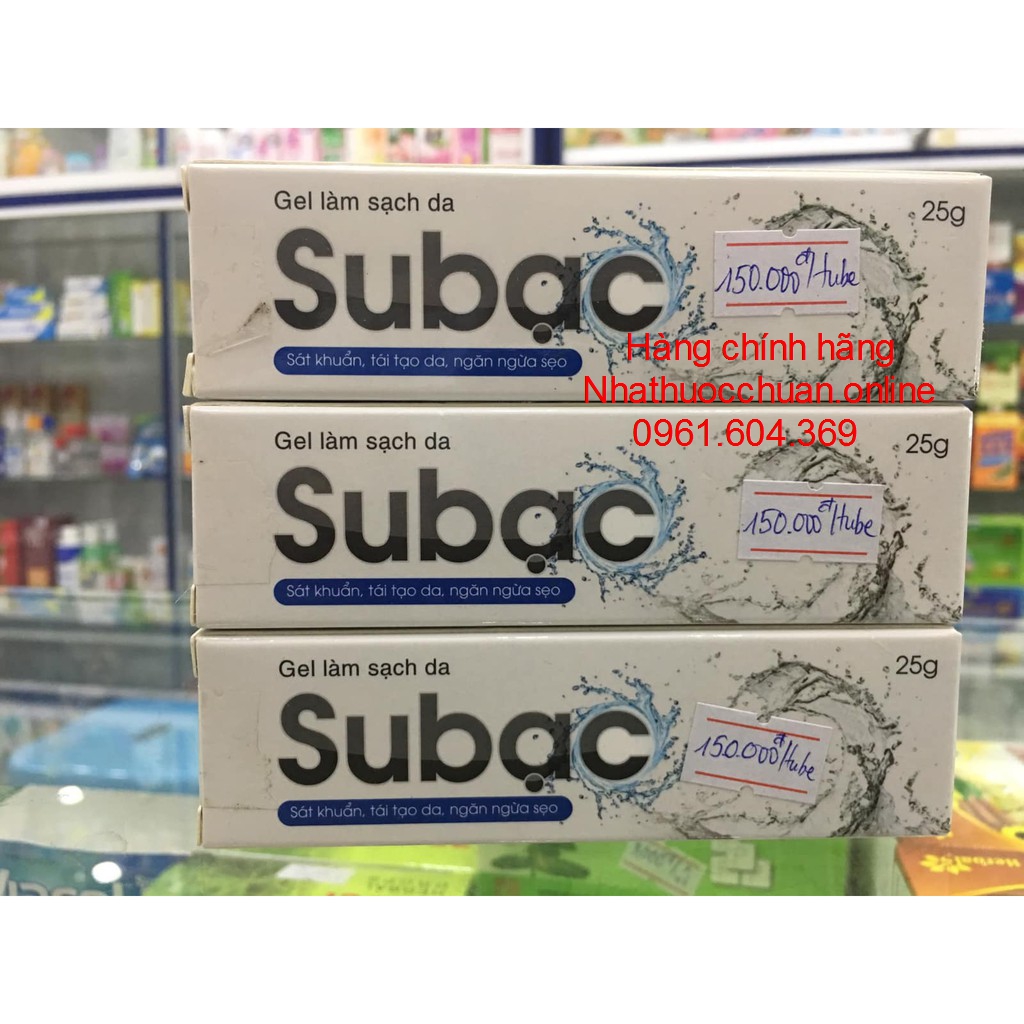 Gel làm sạch da
25g
Subạc
150.000đ/tube
Sát khuẩn, tái tạo da, ngăn ngừa sẹo
Hàng chính hãng
Nhathuocchuan.online
0961.604.369
Gel làm sạch da
25g
Subạc
150.000đ/tube
Sát khuẩn, tái tạo da, ngăn ngừa sẹo
Gel làm sạch da
25g
Subạc
150.000đ/tube
Sát khuẩn, tái tạo da, ngăn ngừa sẹo
Herbal